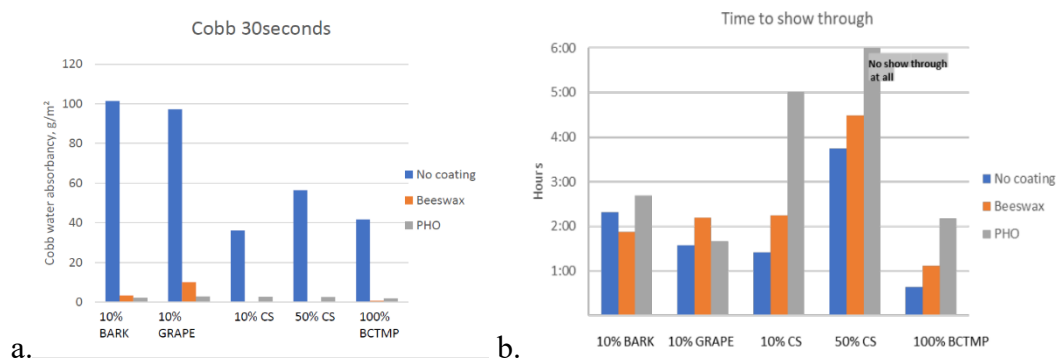 Cobb 30seconds
Cobb water absorbancy, g/m²
120
100
80
60
40
20
0
10% BARK
10% GRAPE
10% CS
50% CS
100% BCTMP
No coating
Beeswax
PHO
a.
Time to show through
Hours
6:00
5:00
4:00
3:00
2:00
1:00
No show through
at all
10% BARK
10% GRAPE
10% CS
50% CS
100% BCTMP
No coating
Beeswax
PHO
b.